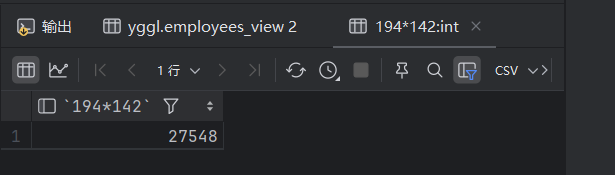 输出 yggl.employees_view 2 194*142:int
1 行 CSV
`194*142`
1 27548